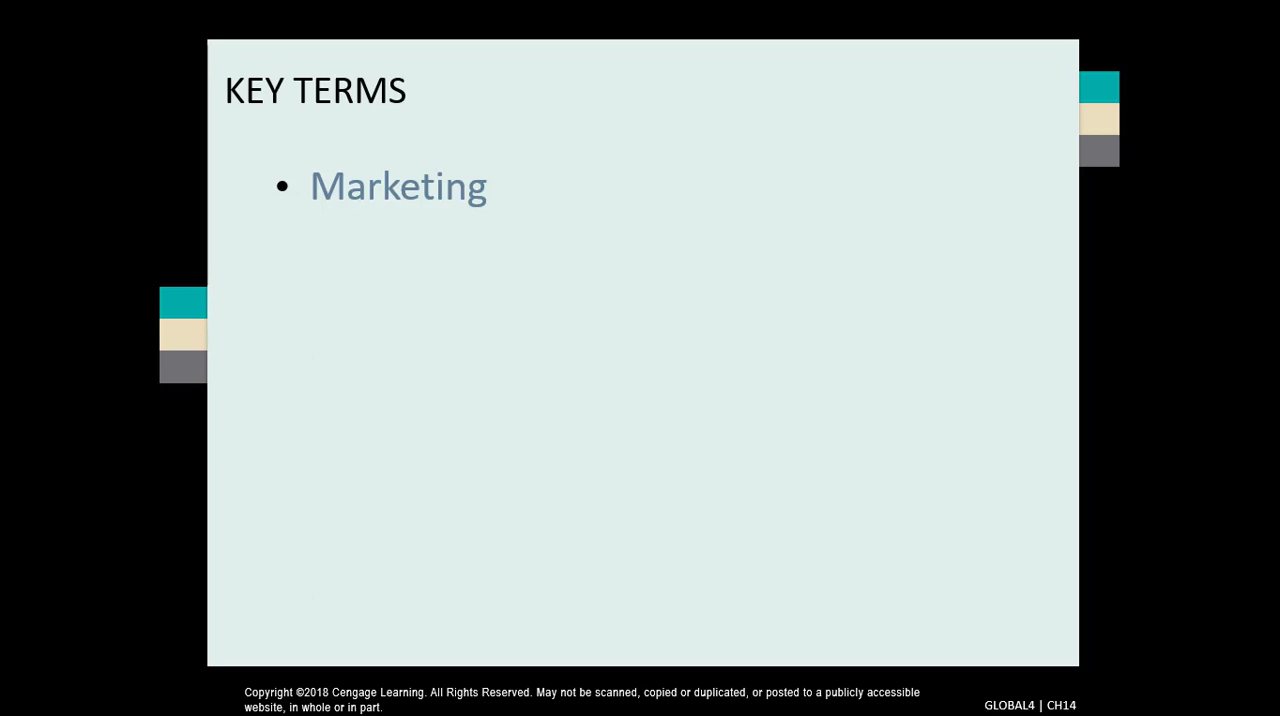 KEY TERMS
• Marketing
Copyright ©2018 Cengage Learning. All Rights Reserved. May not be scanned, copied or duplicated, or posted to a publicly accessible
website, in whole or in part.
GLOBAL4 | CH14